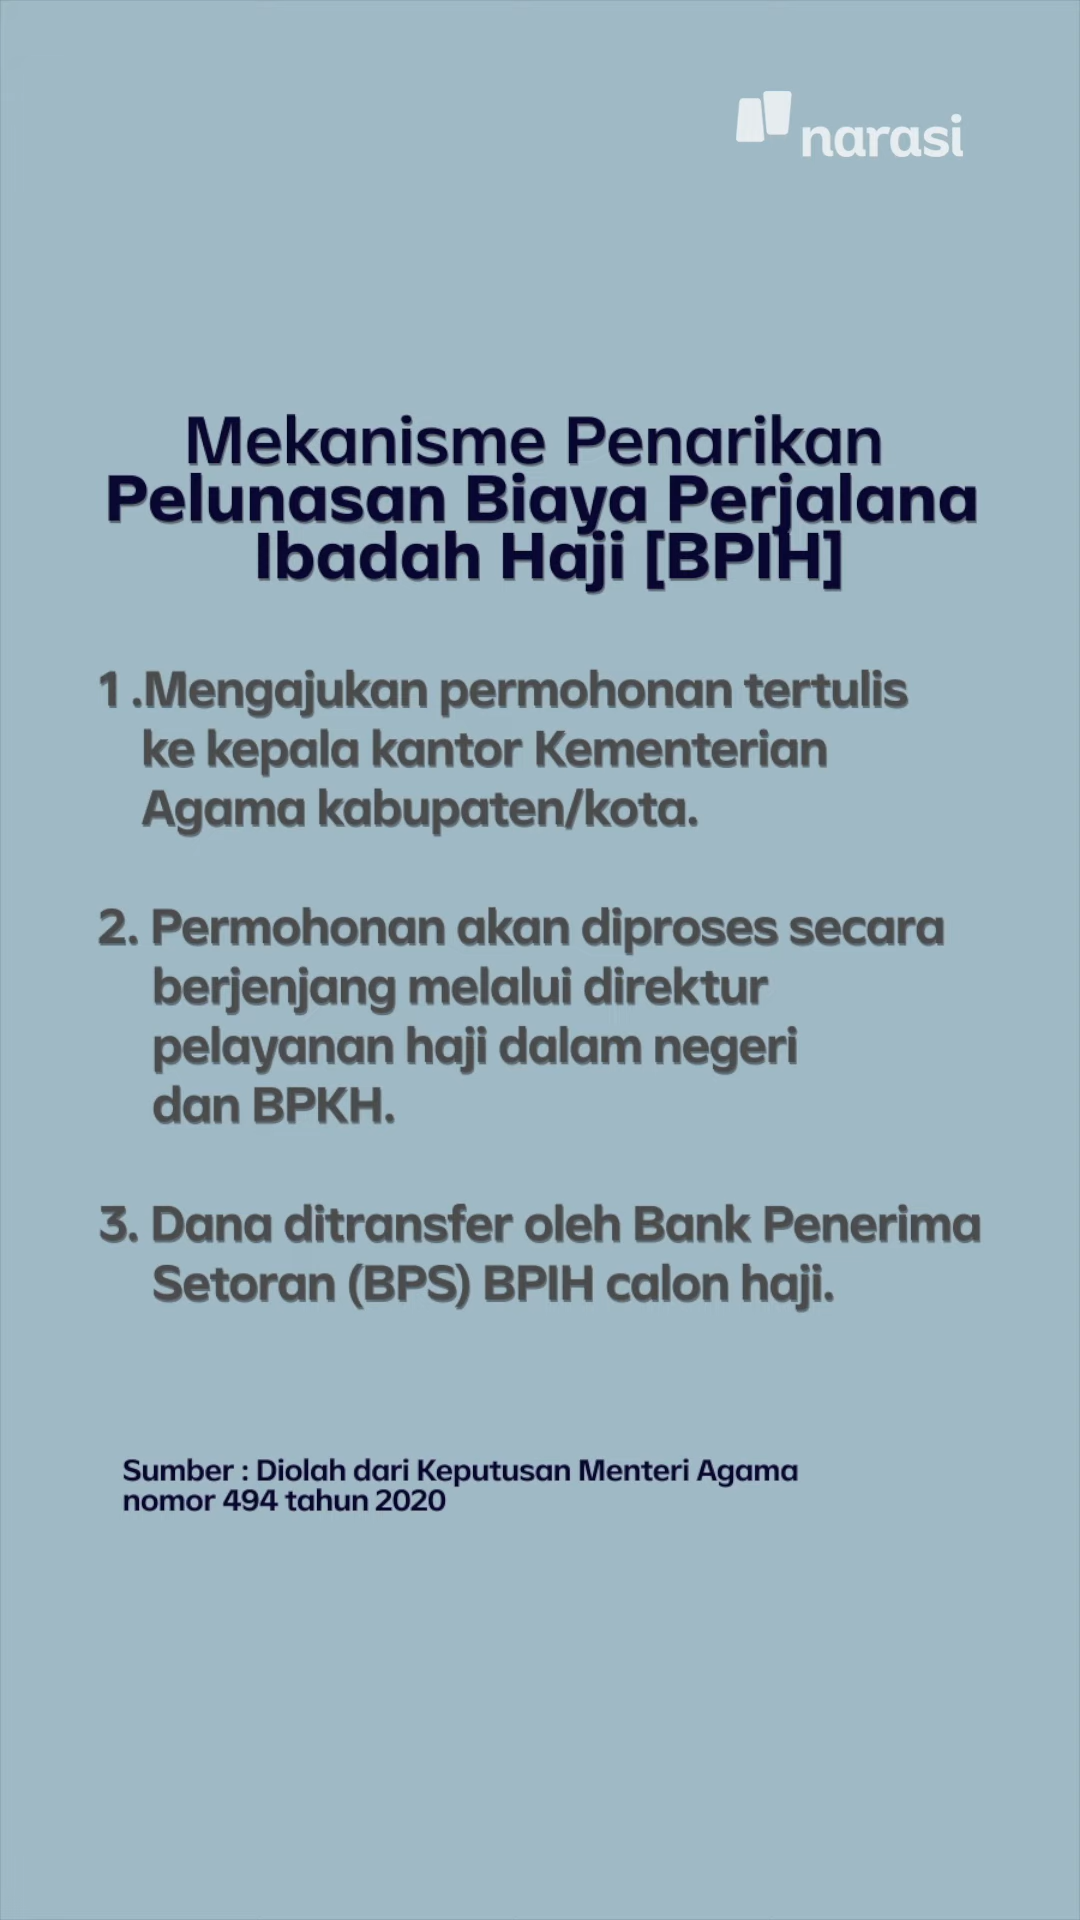 narasi
Mekanisme Penarikan
Pelunasan Biaya Perjalana
Ibadah Haji [BPIH]
1 .Mengajukan permohonan tertulis
ke kepala kantor Kementerian
Agama kabupaten/kota.
2. Permohonan akan diproses secara
berjenjang melalui direktur
pelayanan haji dalam negeri
dan BPKH.
3. Dana ditransfer oleh Bank Penerima
Setoran (BPS) BPIH calon haji.
Sumber : Diolah dari Keputusan Menteri Agama
nomor 494 tahun 2020